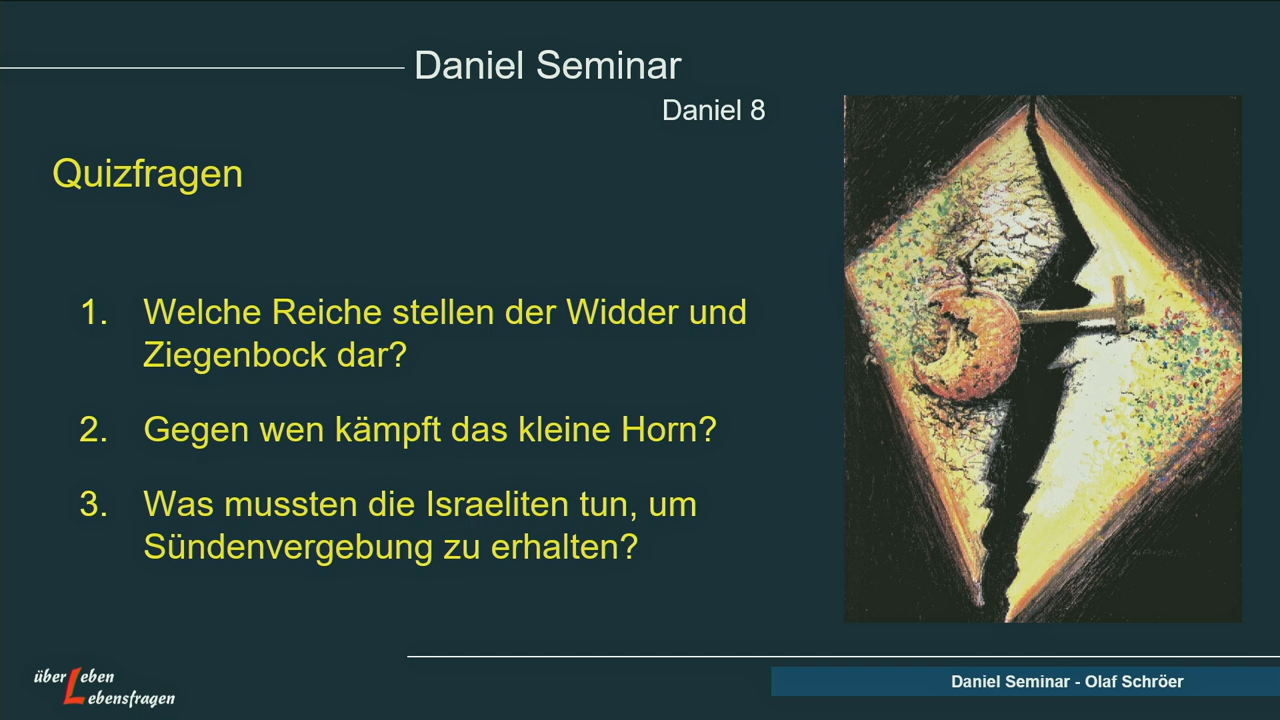 Daniel Seminar
Daniel 8
Quizfragen
1. Welche Reiche stellen der Widder und
Ziegenbock dar?
2. Gegen wen kämpft das kleine Horn?
3. Was mussten die Israeliten tun, um
Sündenvergebung zu erhalten?
über Leben
Lebensfragen
Daniel Seminar - Olaf Schröer